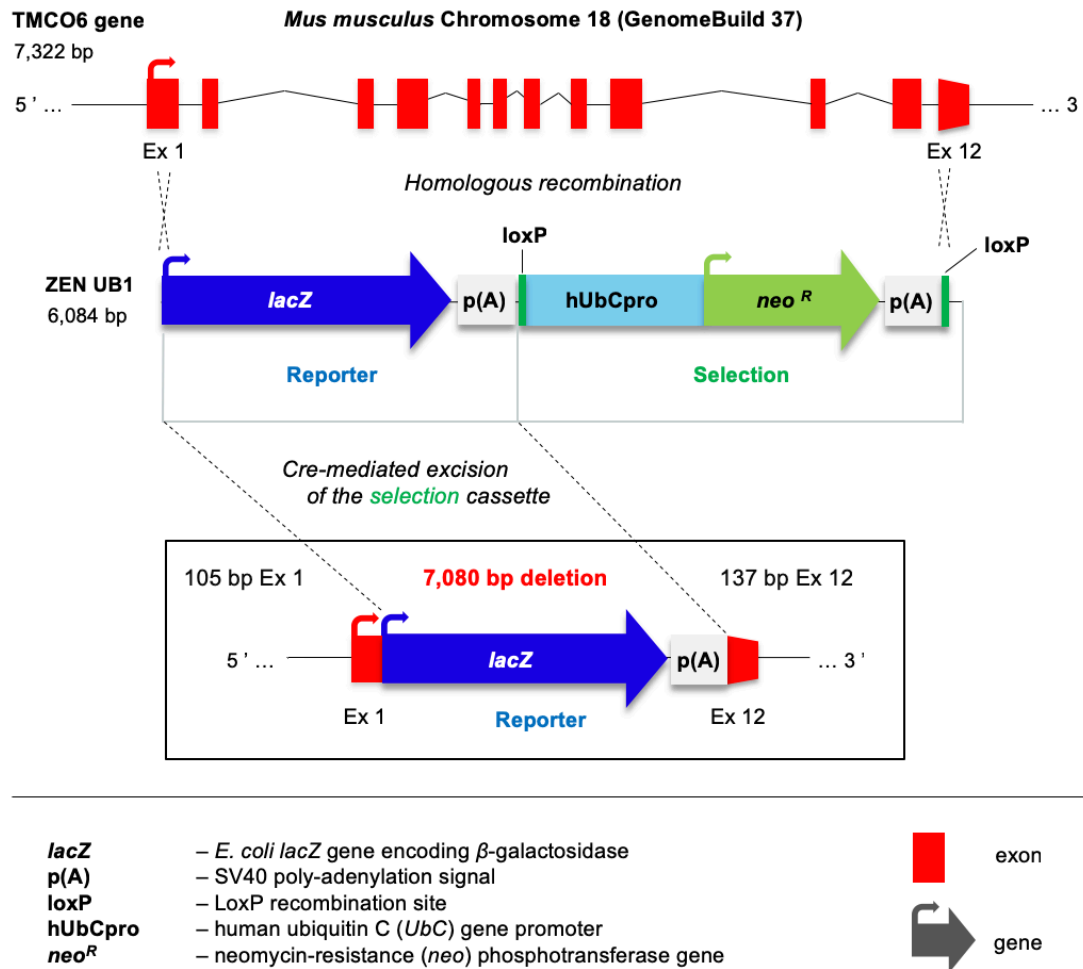 TMCO6 gene
Mus musculus Chromosome 18 (GenomeBuild 37)
7,322 bp
5 ’ …
… 3
Ex 1
Ex 12
Homologous recombination
loxP
loxP
ZEN UB1
6,084 bp
lacZ
p(A)
hUbCpro
neo R
p(A)
Reporter
Selection
Cre-mediated excision
of the selection cassette
105 bp Ex 1
7,080 bp deletion
137 bp Ex 12
5 ’ …
lacZ
p(A)
… 3 ’
Ex 1
Reporter
Ex 12
lacZ – E. coli lacZ gene encoding β-galactosidase
p(A) – SV40 poly-adenylation signal
loxP – LoxP recombination site
hUbCpro – human ubiquitin C (UbC) gene promoter
neoR – neomycin-resistance (neo) phosphotransferase gene
exon
gene